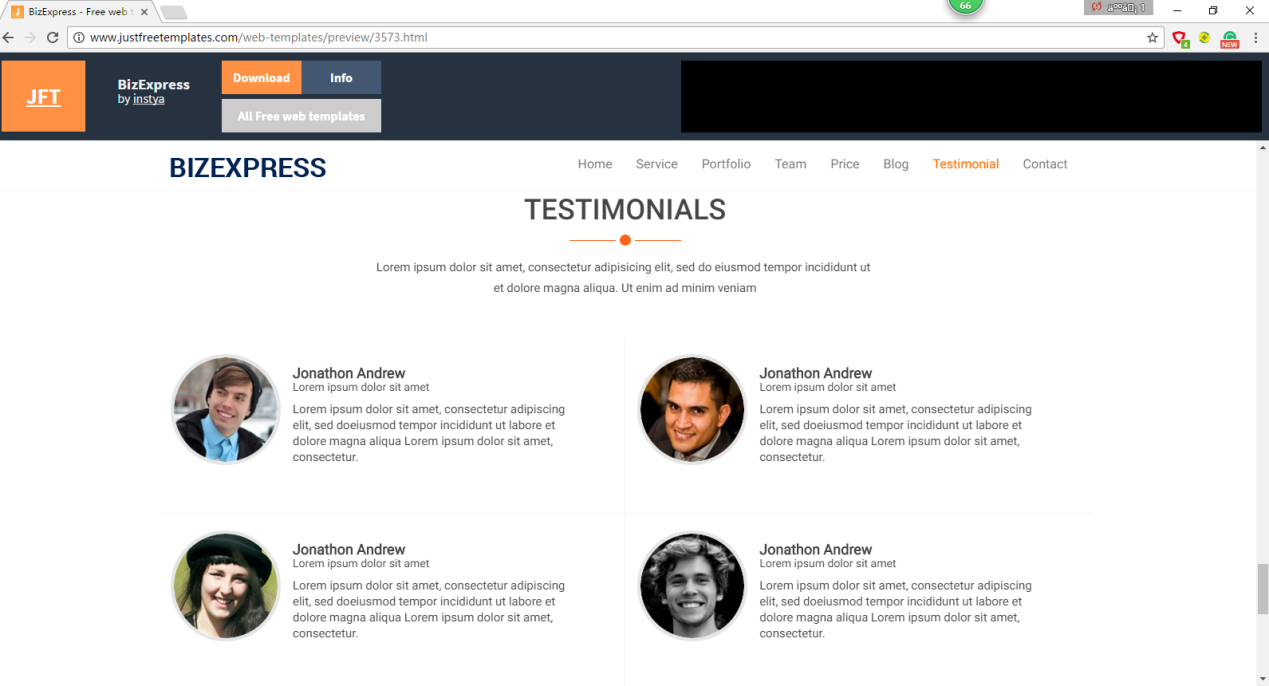 BizExpress - Free web t
66
www.justfreetemplates.com/web-templates/preview/3573.html
4
NEW
JFT
BizExpress
by instya
Download
Info
All Free web templates
BIZEXPRESS
Home Service Portfolio Team Price Blog Testimonial Contact
TESTIMONIALS
Lorem ipsum dolor sit amet, consectetur adipisicing elit, sed do eiusmod tempor incididunt ut
et dolore magna aliqua. Ut enim ad minim veniam
Jonathon Andrew
Lorem ipsum dolor sit amet
Lorem ipsum dolor sit amet, consectetur adipiscing
elit, sed doeiusmod tempor incididunt ut labore et
dolore magna aliqua Lorem ipsum dolor sit amet,
consectetur.
Jonathon Andrew
Lorem ipsum dolor sit amet
Lorem ipsum dolor sit amet, consectetur adipiscing
elit, sed doeiusmod tempor incididunt ut labore et
dolore magna aliqua Lorem ipsum dolor sit amet,
consectetur.
Jonathon Andrew
Lorem ipsum dolor sit amet
Lorem ipsum dolor sit amet, consectetur adipiscing
elit, sed doeiusmod tempor incididunt ut labore et
dolore magna aliqua Lorem ipsum dolor sit amet,
consectetur.
Jonathon Andrew
Lorem ipsum dolor sit amet
Lorem ipsum dolor sit amet, consectetur adipiscing
elit, sed doeiusmod tempor incididunt ut labore et
dolore magna aliqua Lorem ipsum dolor sit amet,
consectetur.